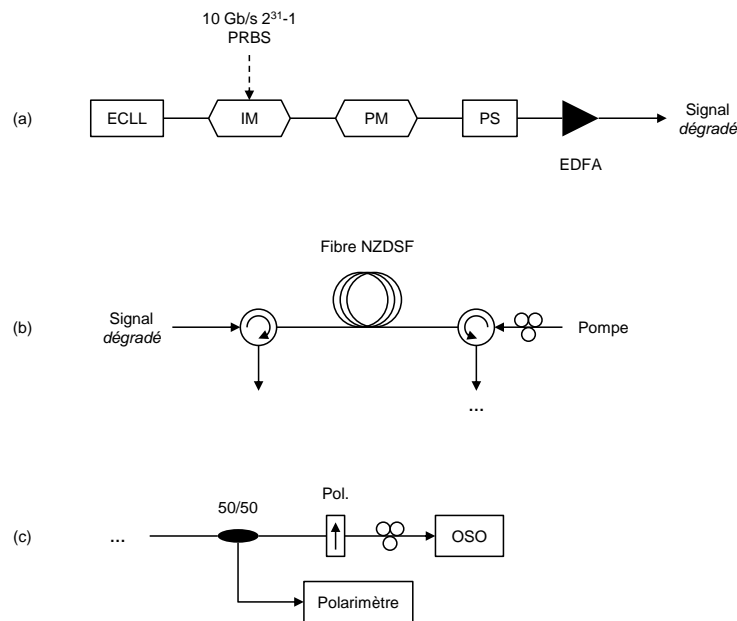 10 Gb/s 2³¹-1
PRBS
(a)
ECLL
IM
PM
PS
EDFA
Signal
dégradé
Fibre NZDSF
(b)
Signal
dégradé
Pompe
...
(c)
...
50/50
Pol.
OSO
Polarimètre